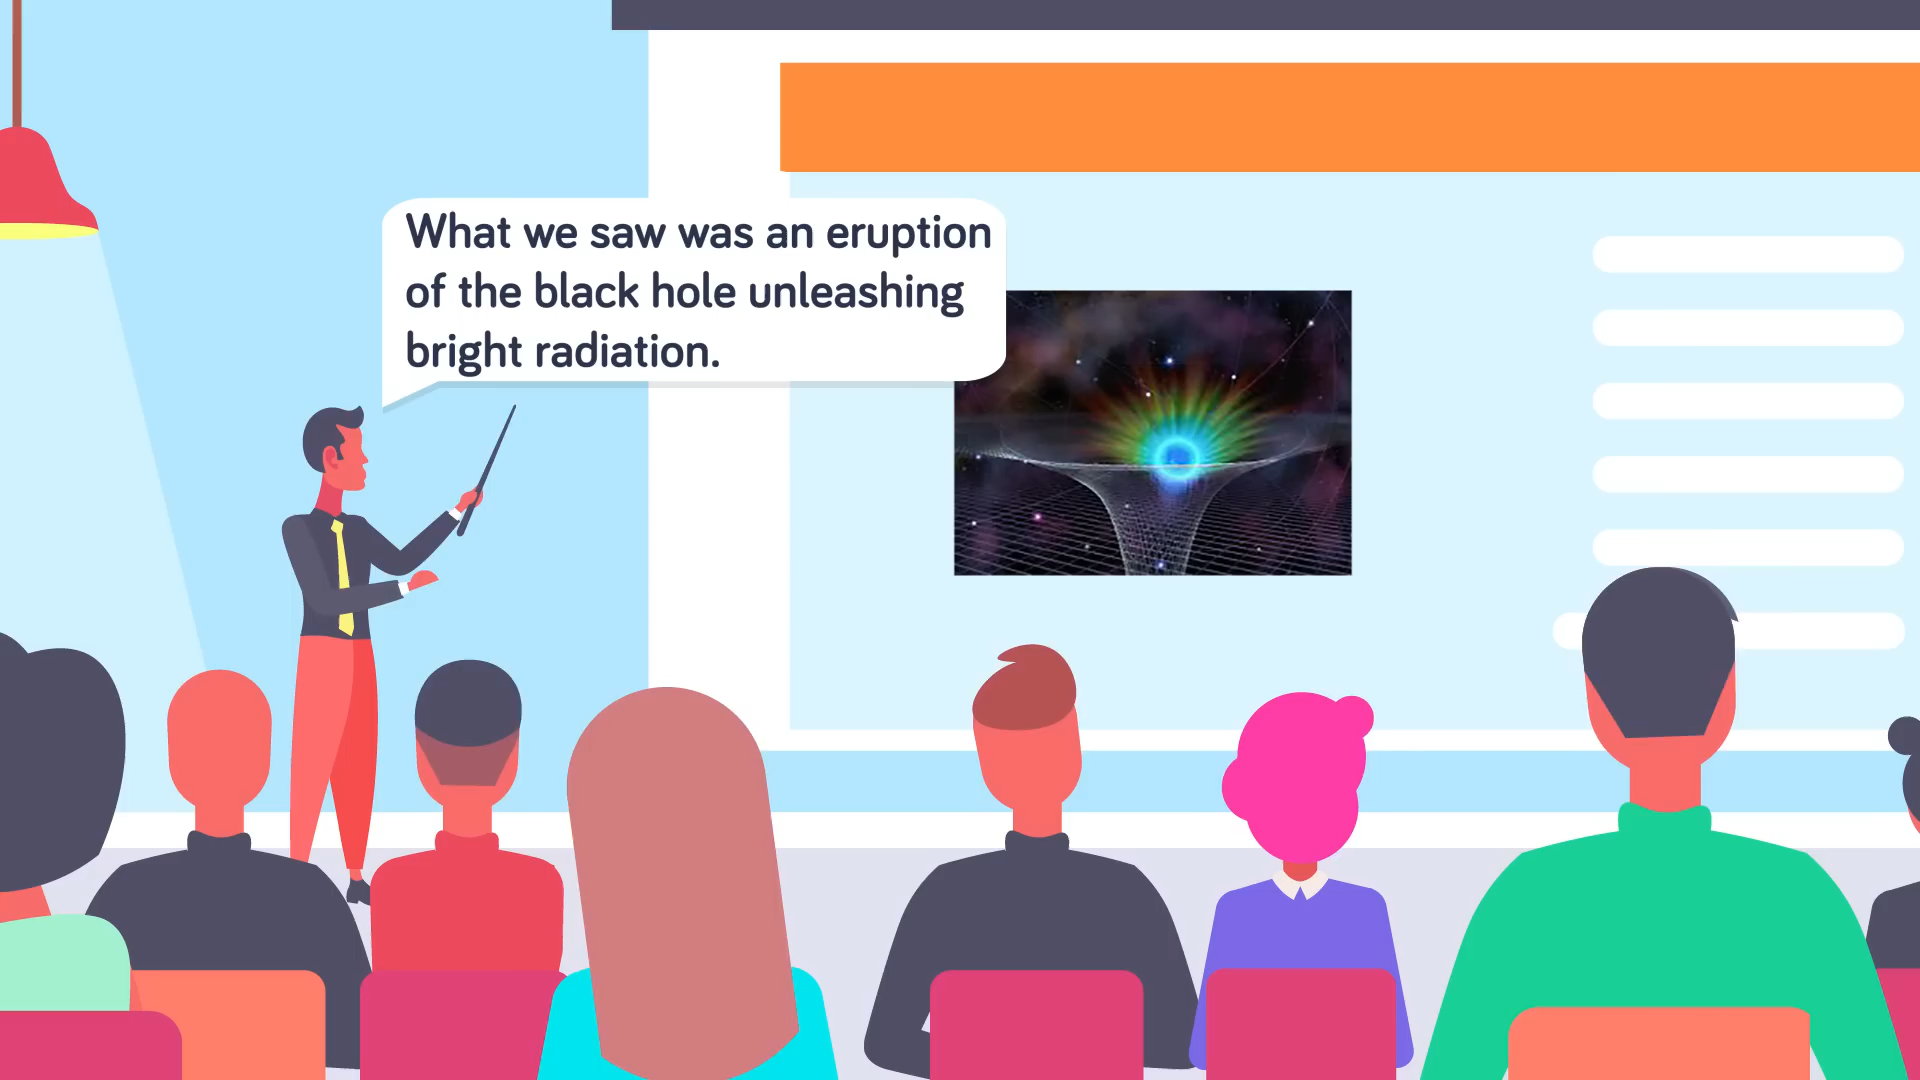 What we saw was an eruption
of the black hole unleashing
bright radiation.